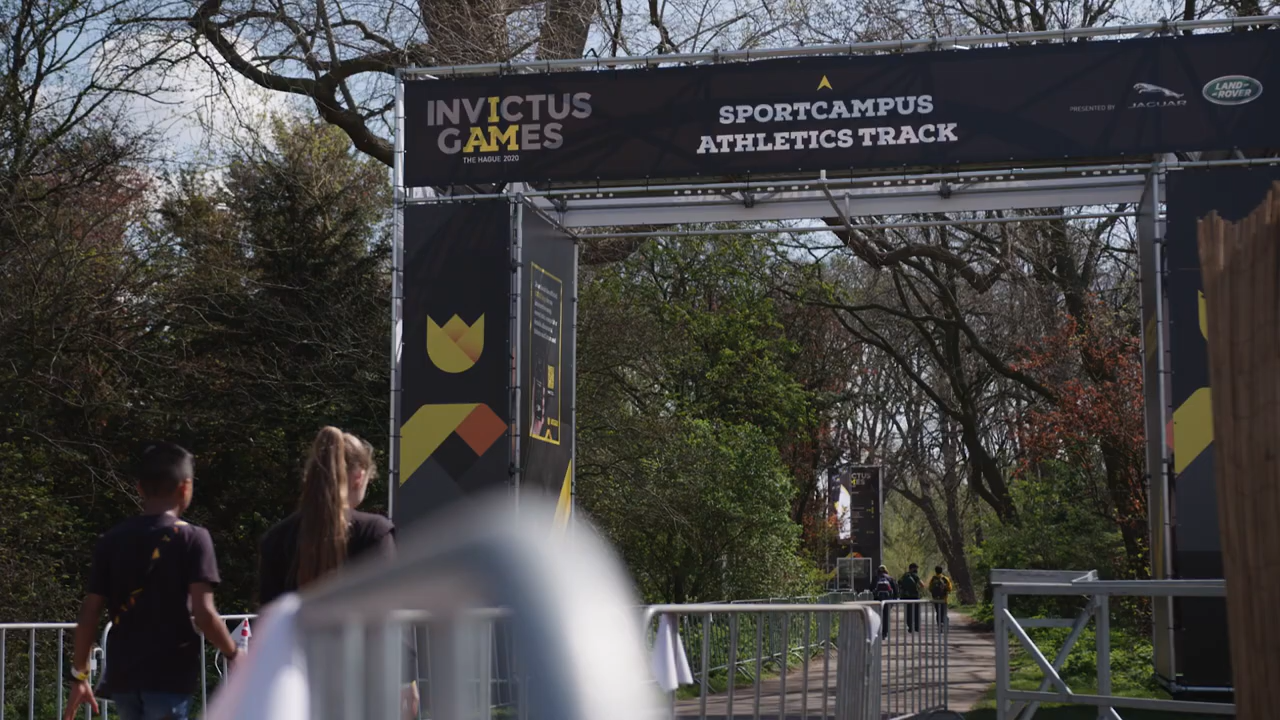 INVICTUS
GAMES
THE HAGUE 2020
SPORTCAMPUS
ATHLETICS TRACK
PRESENTED BY
JAGUAR
LAND
ROVER